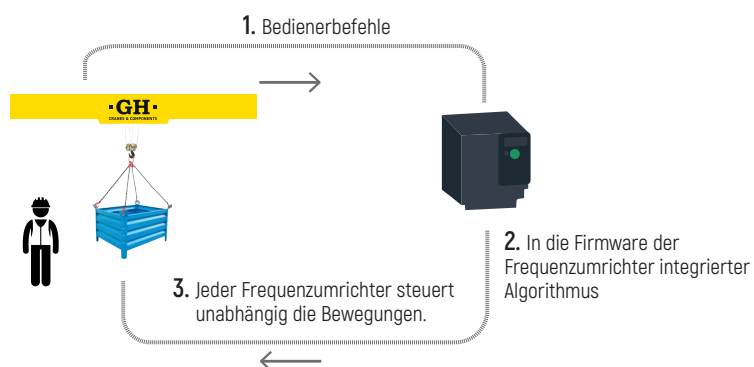 1. Bedienerbefehle
·GH·
CRANES & COMPONENTS
2. In die Firmware der
Frequenzumrichter integrierter
Algorithmus
3. Jeder Frequenzumrichter steuert
unabhängig die Bewegungen.